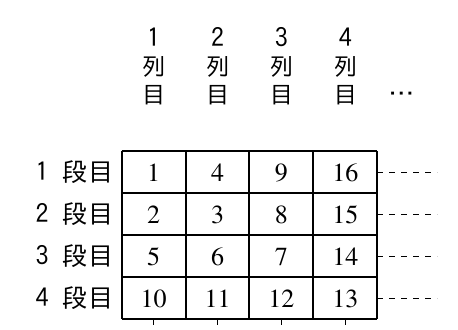 1列目 2列目 3列目 4列目 …
1 段目 1 4 9 16
2 段目 2 3 8 15
3 段目 5 6 7 14
4 段目 10 11 12 13